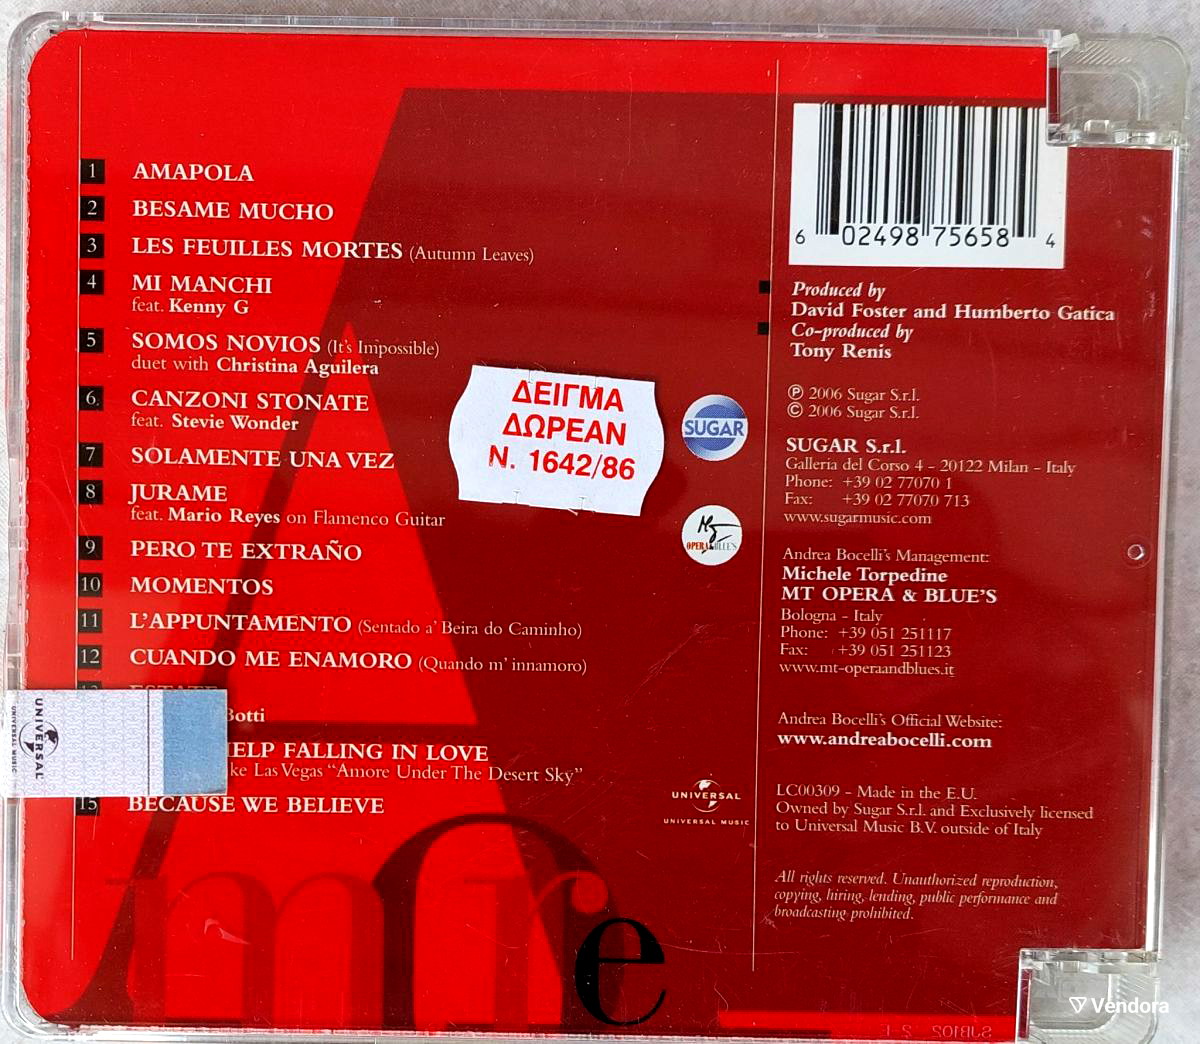 1 AMAPOLA
2 BESAME MUCHO
3 LES FEUILLES MORTES (Autumn Leaves)
4 MI MANCHI
feat. Kenny G
5 SOMOS NOVIOS (It's Impossible)
duet with Christina Aguilera
6 CANZONI STONATE
feat. Stevie Wonder
7 SOLAMENTE UNA VEZ
8 JURAME
feat. Mario Reyes on Flamenco Guitar
9 PERO TE EXTRAÑO
10 MOMENTOS
11 L'APPUNTAMENTO (Sentado a' Beira do Caminho)
12 CUANDO ME ENAMORO (Quando m' innamoro)
Botti
HELP FALLING IN LOVE
Las Vegas "Amore Under The Desert Sky"
15 BECAUSE WE BELIEVE
ΔΕΙΓΜΑ
ΔΩΡΕΑΝ
Ν. 1642/86
SUGAR
OPERA&BLUE'S
UNIVERSAL
UNIVERSAL MUSIC
UNIVERSAL
UNIVERSAL MUSIC
6 02498 75658 4
Produced by
David Foster and Humberto Gatica
Co-produced by
Tony Renis
℗ 2006 Sugar S.r.l.
© 2006 Sugar S.r.l.
SUGAR S.r.l.
Galleria del Corso 4 - 20122 Milan - Italy
Phone: +39 02 77070 1
Fax: +39 02 77070 713
www.sugarmusic.com
Andrea Bocelli's Management:
Michele Torpedine
MT OPERA & BLUE'S
Bologna - Italy
Phone: +39 051 251117
Fax: +39 051 251123
www.mt-operaandblues.it
Andrea Bocelli's Official Website:
www.andreabocelli.com
LC00309 - Made in the E.U.
Owned by Sugar S.r.l. and Exclusively licensed
to Universal Music B.V. outside of Italy
All rights reserved. Unauthorized reproduction,
copying, hiring, lending, public performance and
broadcasting prohibited.
Amore
Vendora